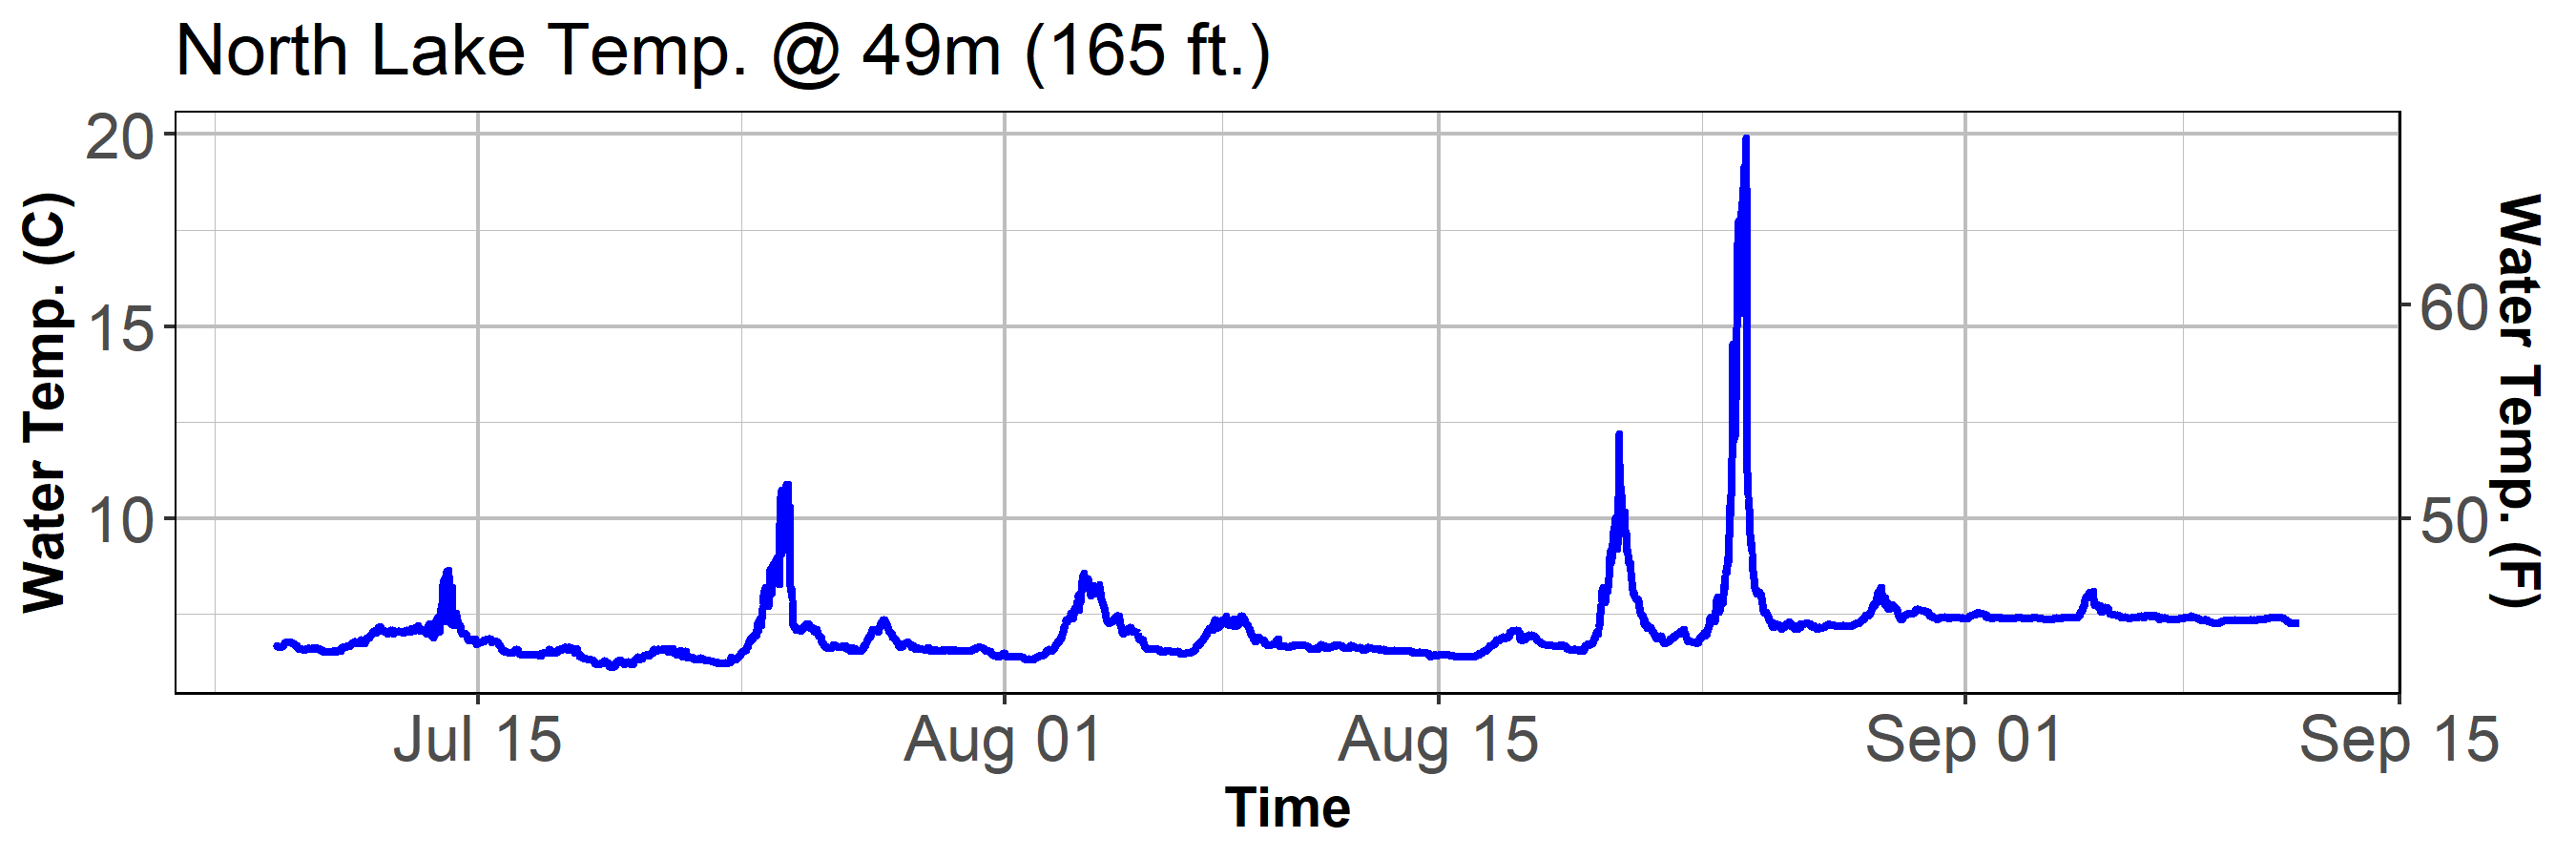 North Lake Temp. @ 49m (165 ft.)
Water Temp. (C)
20
15
10
60
50
Water Temp. (F)
Jul 15
Aug 01
Aug 15
Sep 01
Sep 15
Time